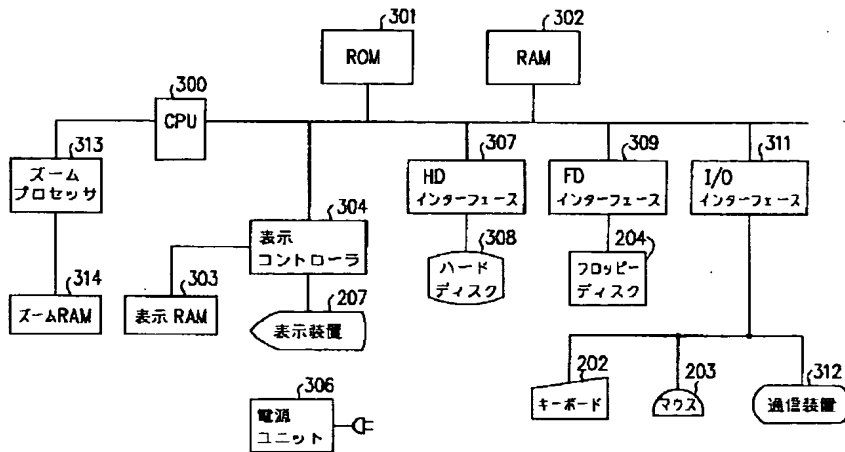 301
302
ROM
RAM
300
CPU
313
ズーム
プロセッサ
307
HD
インターフェース
309
FD
インターフェース
311
I/O
インターフェース
304
表示
コントローラ
308
ハード
ディスク
204
フロッピー
ディスク
314
ズームRAM
303
表示 RAM
207
表示装置
306
電源
ユニット
202
キーボード
203
マウス
312
通信装置